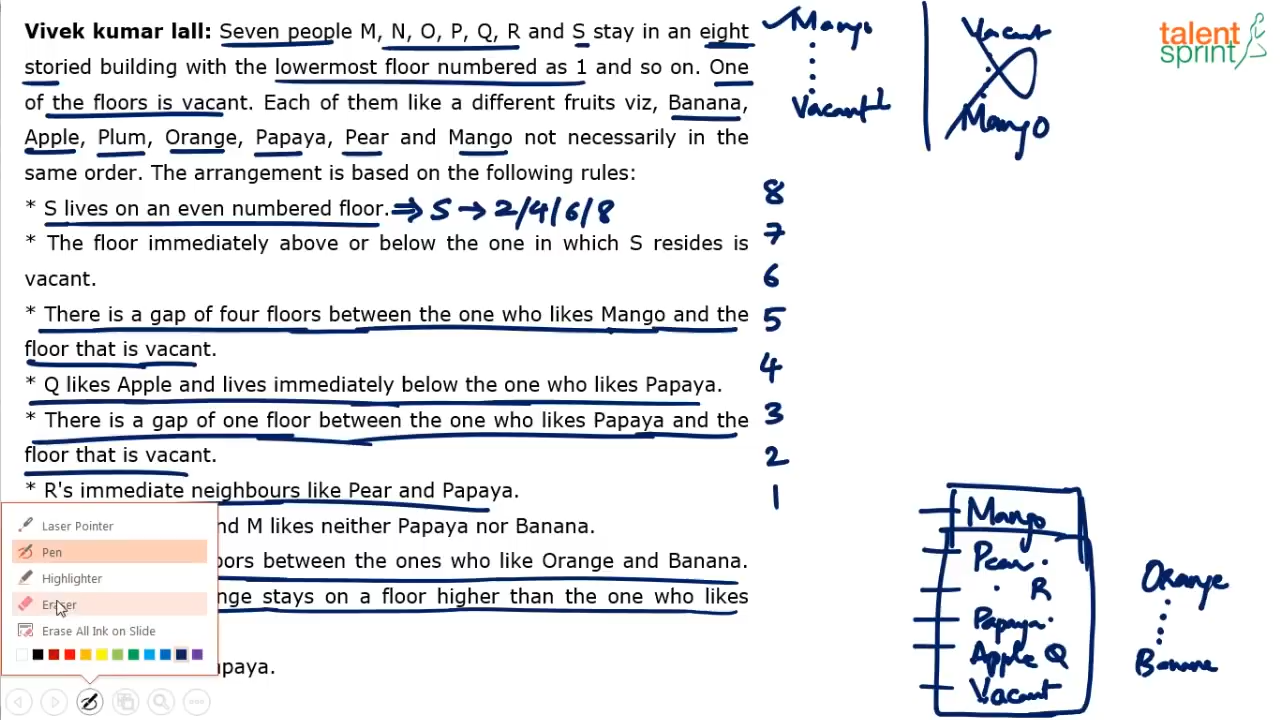 Vivek kumar lall: Seven people M, N, O, P, Q, R and S stay in an eight
storied building with the lowermost floor numbered as 1 and so on. One
of the floors is vacant. Each of them like a different fruits viz, Banana,
Apple, Plum, Orange, Papaya, Pear and Mango not necessarily in the
same order. The arrangement is based on the following rules:
* S lives on an even numbered floor. ⇒ S → 2/4/6/8
* The floor immediately above or below the one in which S resides is
vacant.
* There is a gap of four floors between the one who likes Mango and the
floor that is vacant.
* Q likes Apple and lives immediately below the one who likes Papaya.
* There is a gap of one floor between the one who likes Papaya and the
floor that is vacant.
* R's immediate neighbours like Pear and Papaya.
nd M likes neither Papaya nor Banana.
oors between the ones who like Orange and Banana.
nge stays on a floor higher than the one who likes
paya.
Laser Pointer
Pen
Highlighter
Eraser
Erase All Ink on Slide
Mango
Vacant
Vacant
Mango
talent
sprint
8
7
6
5
4
3
2
1
Mango
Pear
R
Papaya
Apple Q
Vacant
Orange
Banana